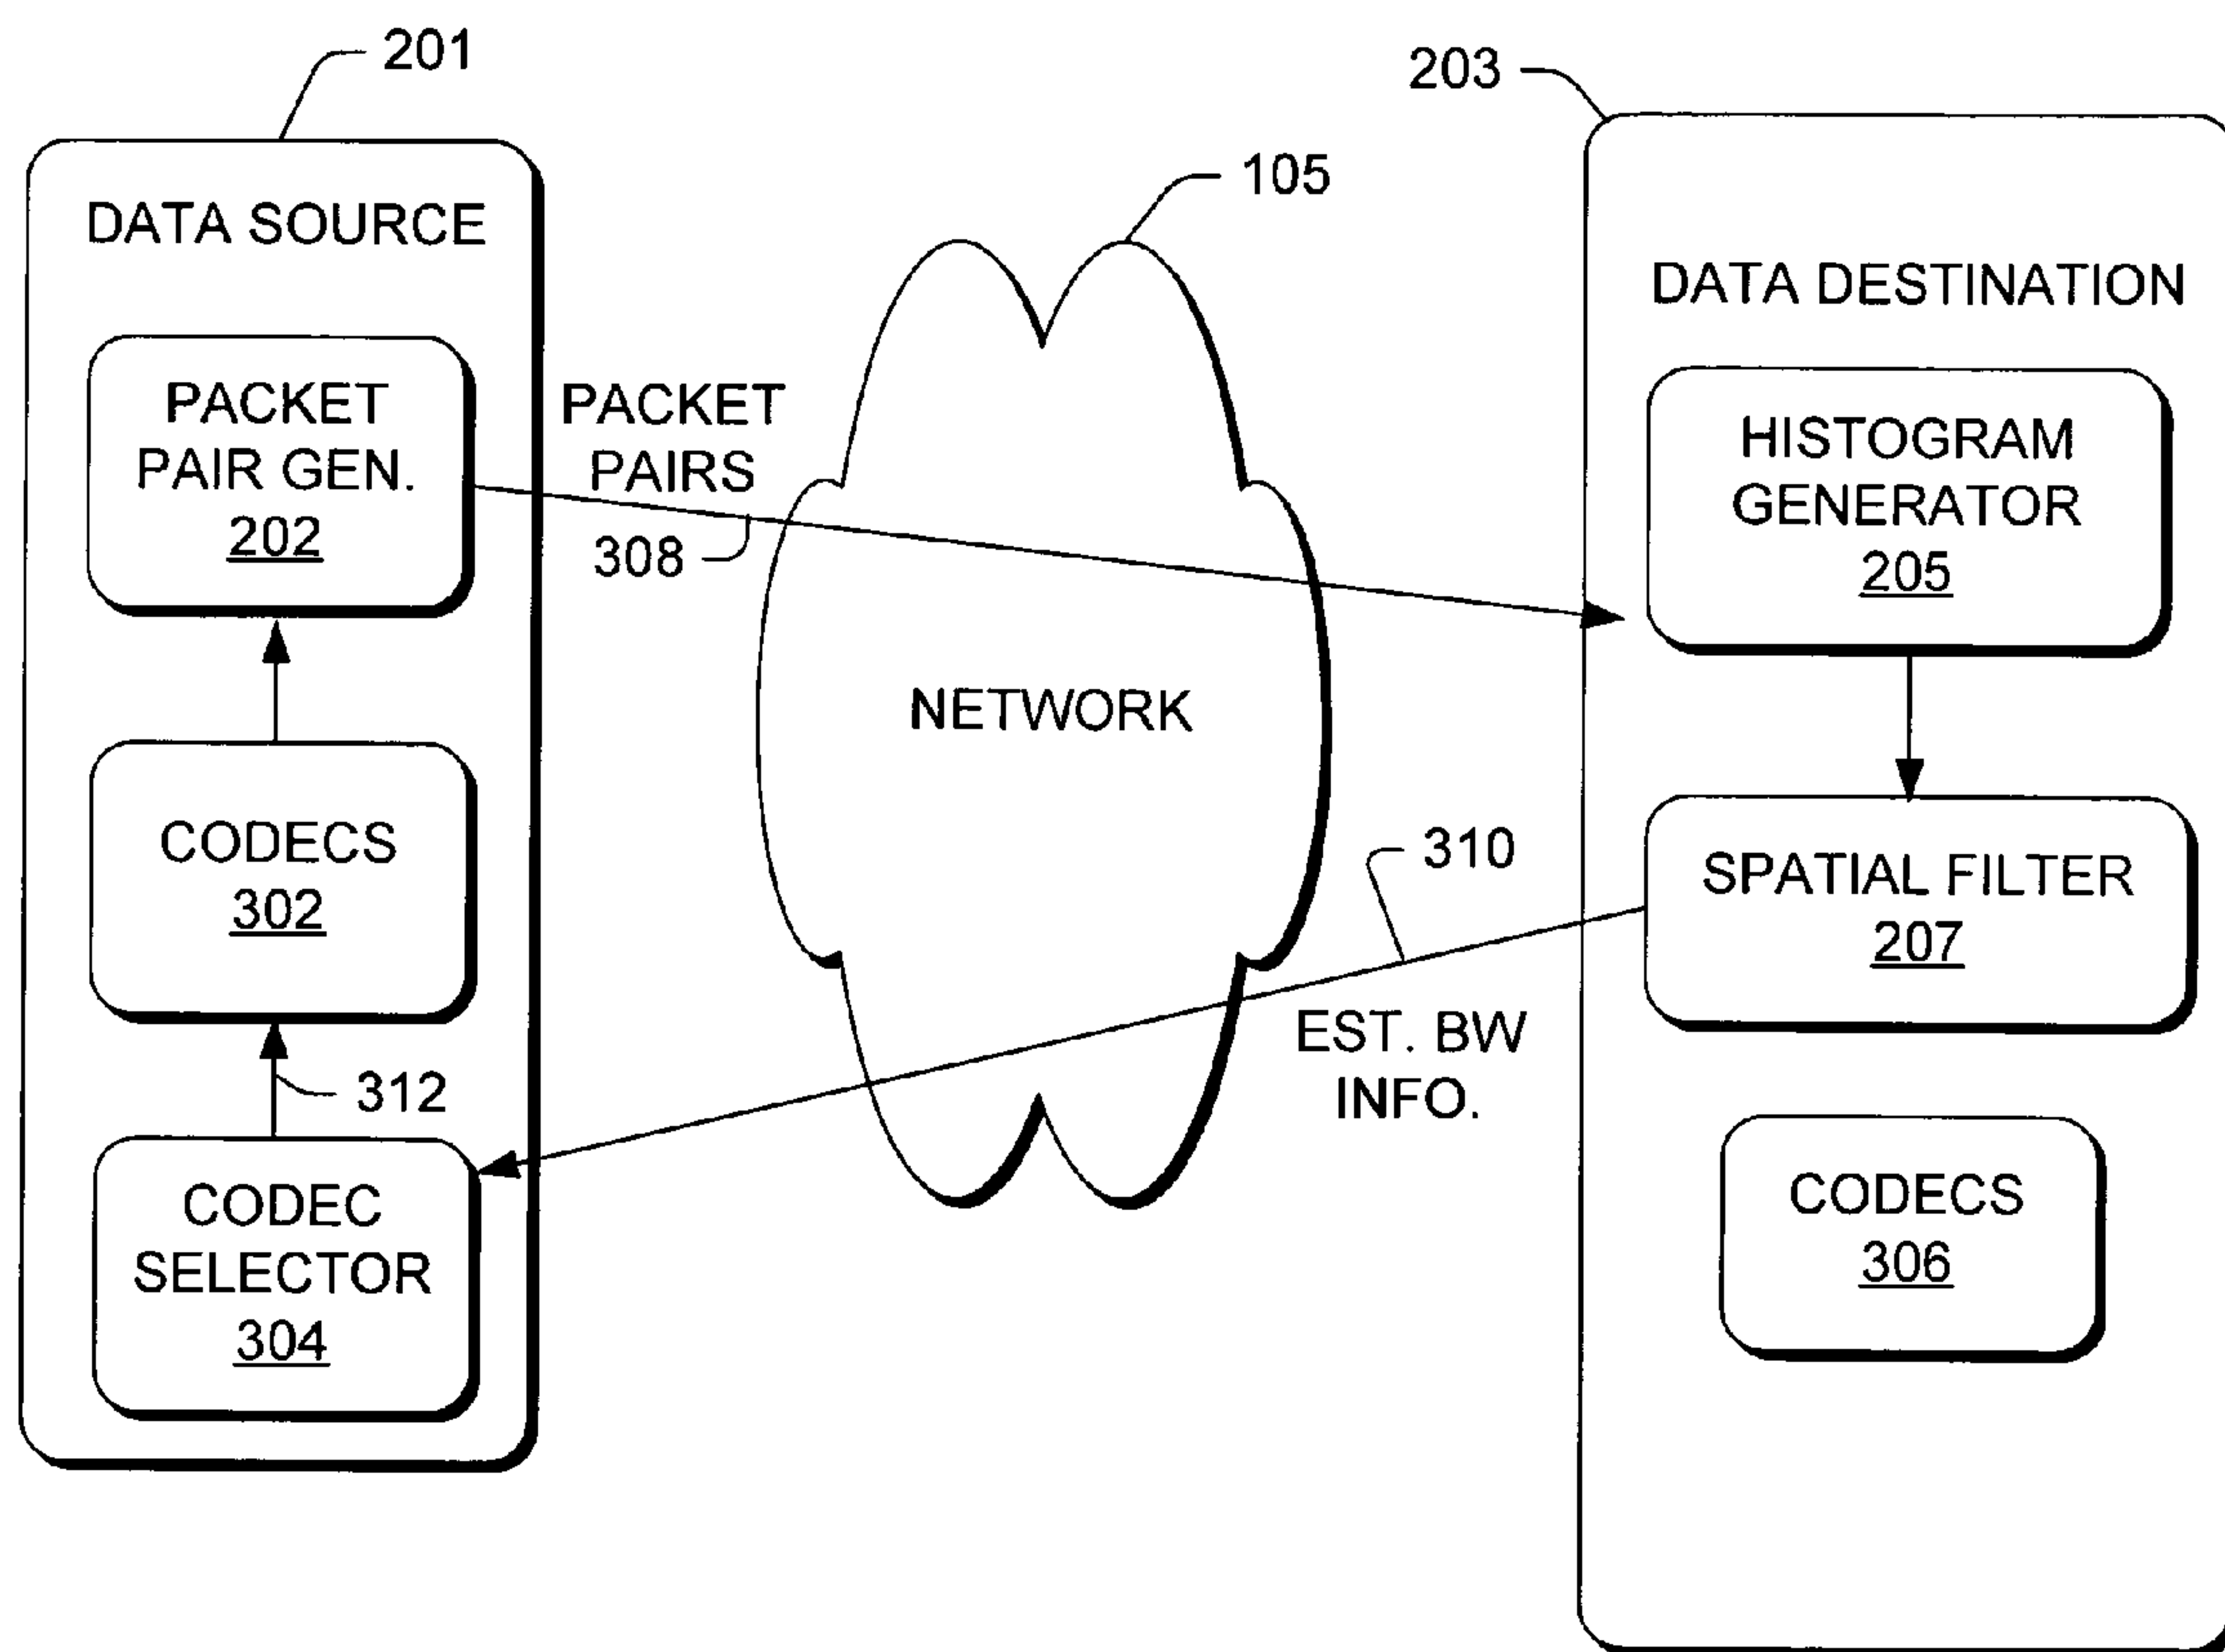 201
DATA SOURCE
PACKET
PAIR GEN.
202
CODECS
302
312
CODEC
SELECTOR
304
PACKET
PAIRS
308
105
NETWORK
310
EST. BW
INFO.
203
DATA DESTINATION
HISTOGRAM
GENERATOR
205
SPATIAL FILTER
207
CODECS
306